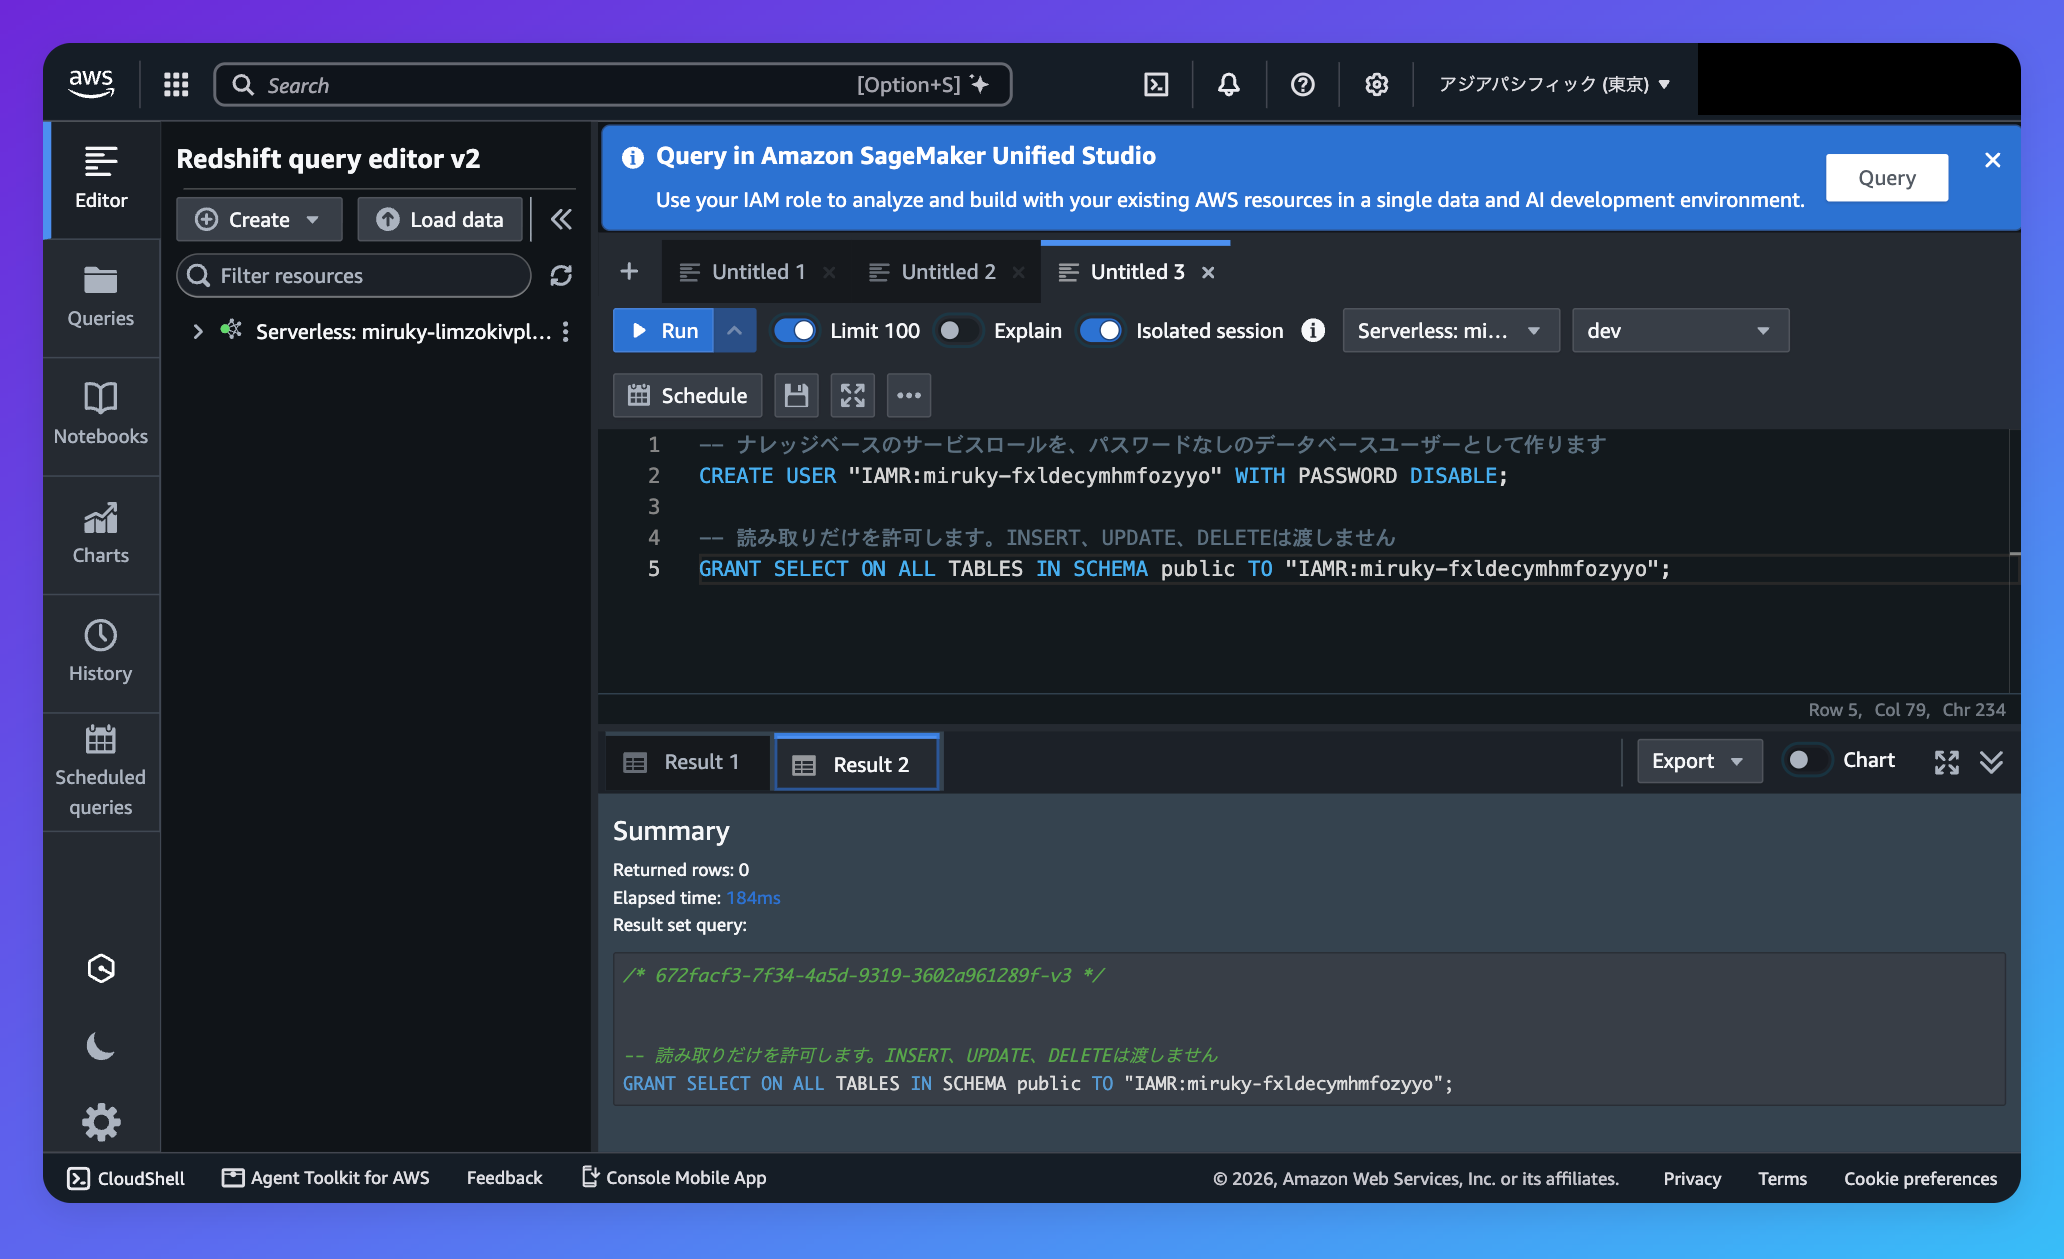 aws
Search
[Option+S]
アジアパシフィック (東京)
Editor
Queries
Notebooks
Charts
History
Scheduled
queries
Redshift query editor v2
Create
Load data
Filter resources
Serverless: miruky-limzokivpl...
Query in Amazon SageMaker Unified Studio
Use your IAM role to analyze and build with your existing AWS resources in a single data and AI development environment.
Query
Untitled 1
Untitled 2
Untitled 3
Run
Limit 100
Explain
Isolated session
Serverless: mi...
dev
Schedule
1 -- ナレッジベースのサービスロールを、パスワードなしのデータベースユーザーとして作ります
2 CREATE USER "IAMR:miruky-fxldecymhmfozyyo" WITH PASSWORD DISABLE;
3
4 -- 読み取りだけを許可します。INSERT、UPDATE、DELETEは渡しません
5 GRANT SELECT ON ALL TABLES IN SCHEMA public TO "IAMR:miruky-fxldecymhmfozyyo";
Row 5, Col 79, Chr 234
Result 1
Result 2
Export
Chart
Summary
Returned rows: 0
Elapsed time: 184ms
Result set query:
/* 672facf3-7f34-4a5d-9319-3602a961289f-v3 */
-- 読み取りだけを許可します。INSERT、UPDATE、DELETEは渡しません
GRANT SELECT ON ALL TABLES IN SCHEMA public TO "IAMR:miruky-fxldecymhmfozyyo";
CloudShell
Agent Toolkit for AWS
Feedback
Console Mobile App
© 2026, Amazon Web Services, Inc. or its affiliates.
Privacy
Terms
Cookie preferences